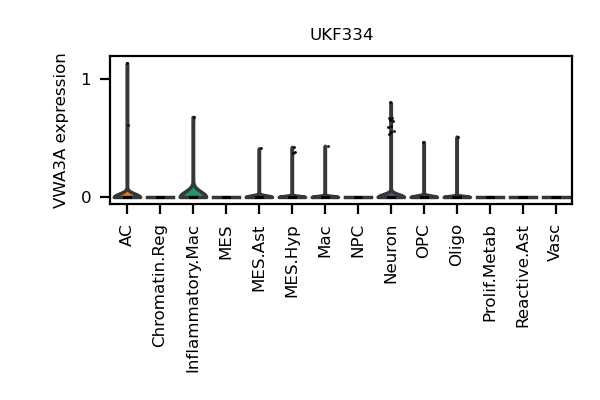 UKF334
VWA3A expression
1
0
AC
Chromatin.Reg
Inflammatory.Mac
MES
MES.Ast
MES.Hyp
Mac
NPC
Neuron
OPC
Oligo
Prolif.Metab
Reactive.Ast
Vasc